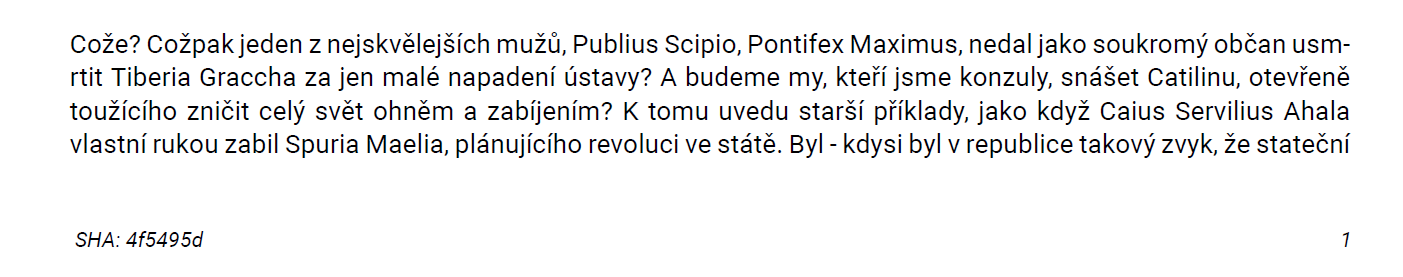 Cože? Cožpak jeden z nejskvělejších mužů, Publius Scipio, Pontifex Maximus, nedal jako soukromý občan usm-
rtit Tiberia Graccha za jen malé napadení ústavy? A budeme my, kteří jsme konzuly, snášet Catilinu, otevřeně
toužícího zničit celý svět ohněm a zabíjením? K tomu uvedu starší příklady, jako když Caius Servilius Ahala
vlastní rukou zabil Spuria Maelia, plánujícího revoluci ve státě. Byl - kdysi byl v republice takový zvyk, že stateční
SHA: 4f5495d 1